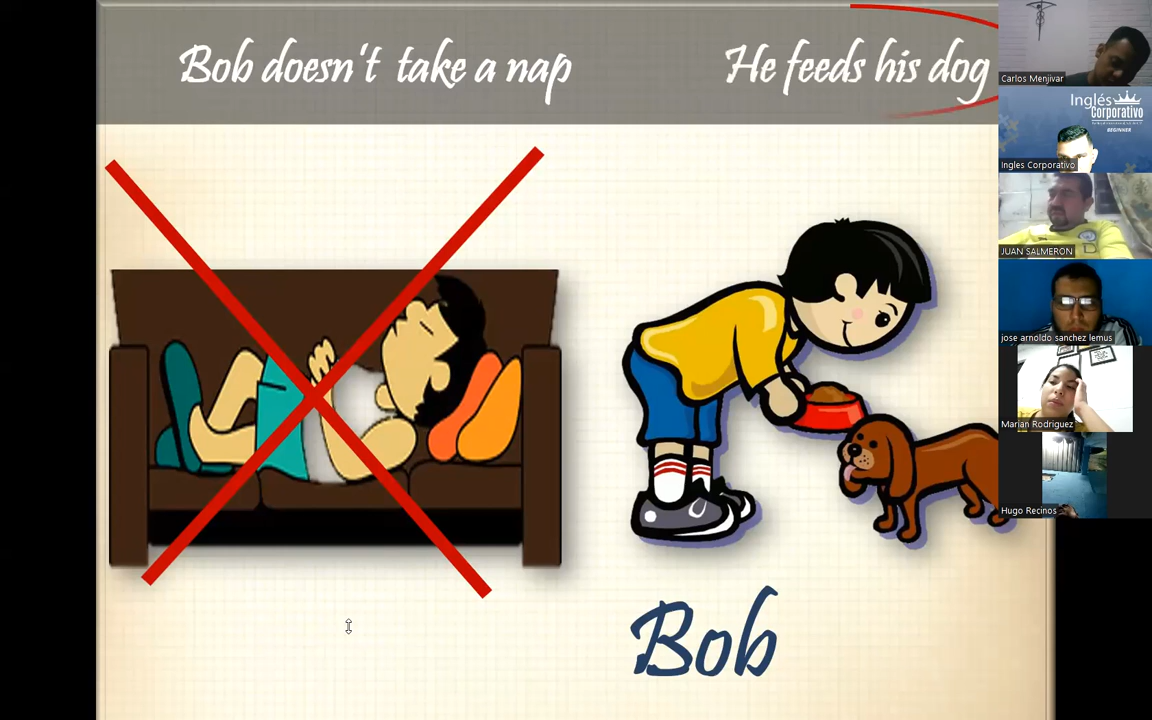 Bob doesn't take a nap
He feeds his dog
Bob
Carlos Menjivar
Inglés
Corporativo
BEGINNER
Ingles Corporativo
JUAN SALMERON
jose arnoldo sanchez lemus
Marian Rodriguez
Hugo Recinos